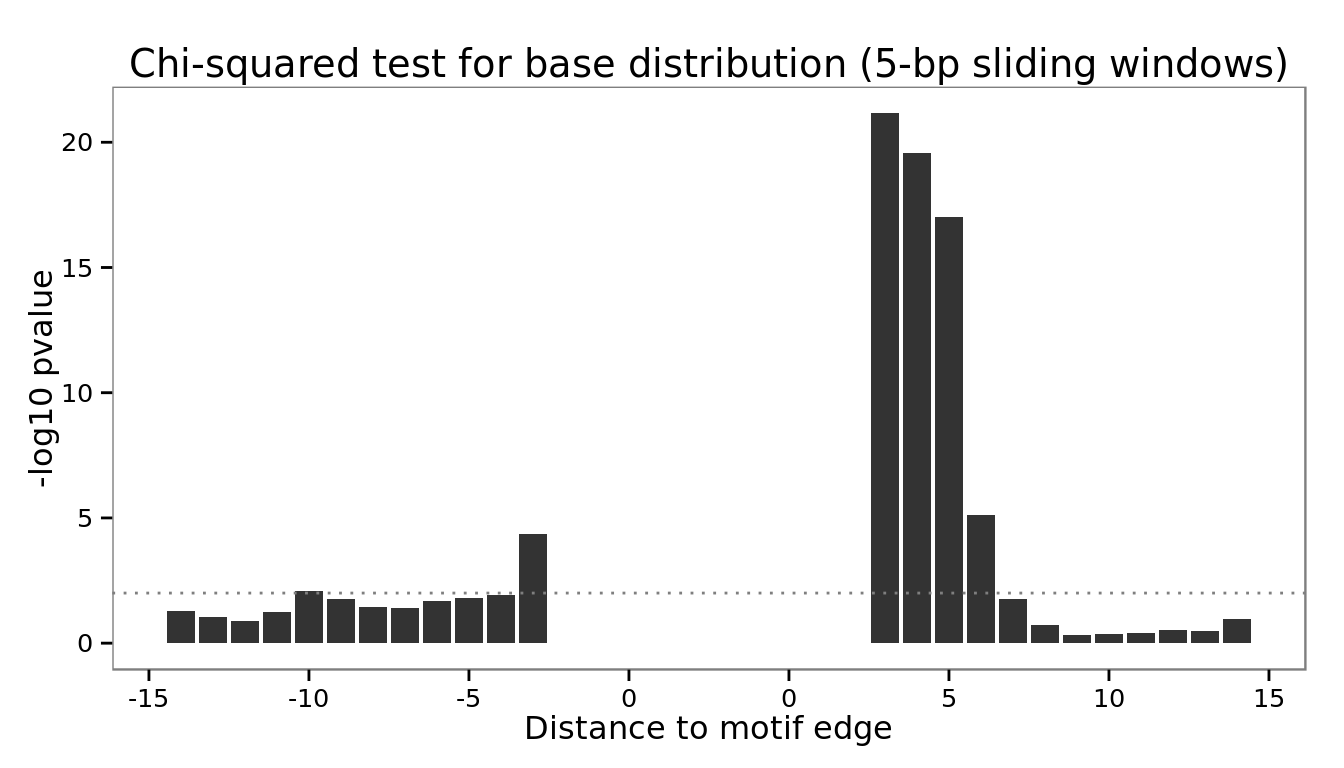 Chi-squared test for base distribution (5-bp sliding windows)
-log10 pvalue
20
15
10
5
0
-15 -10 -5 0 0 5 10 15
Distance to motif edge